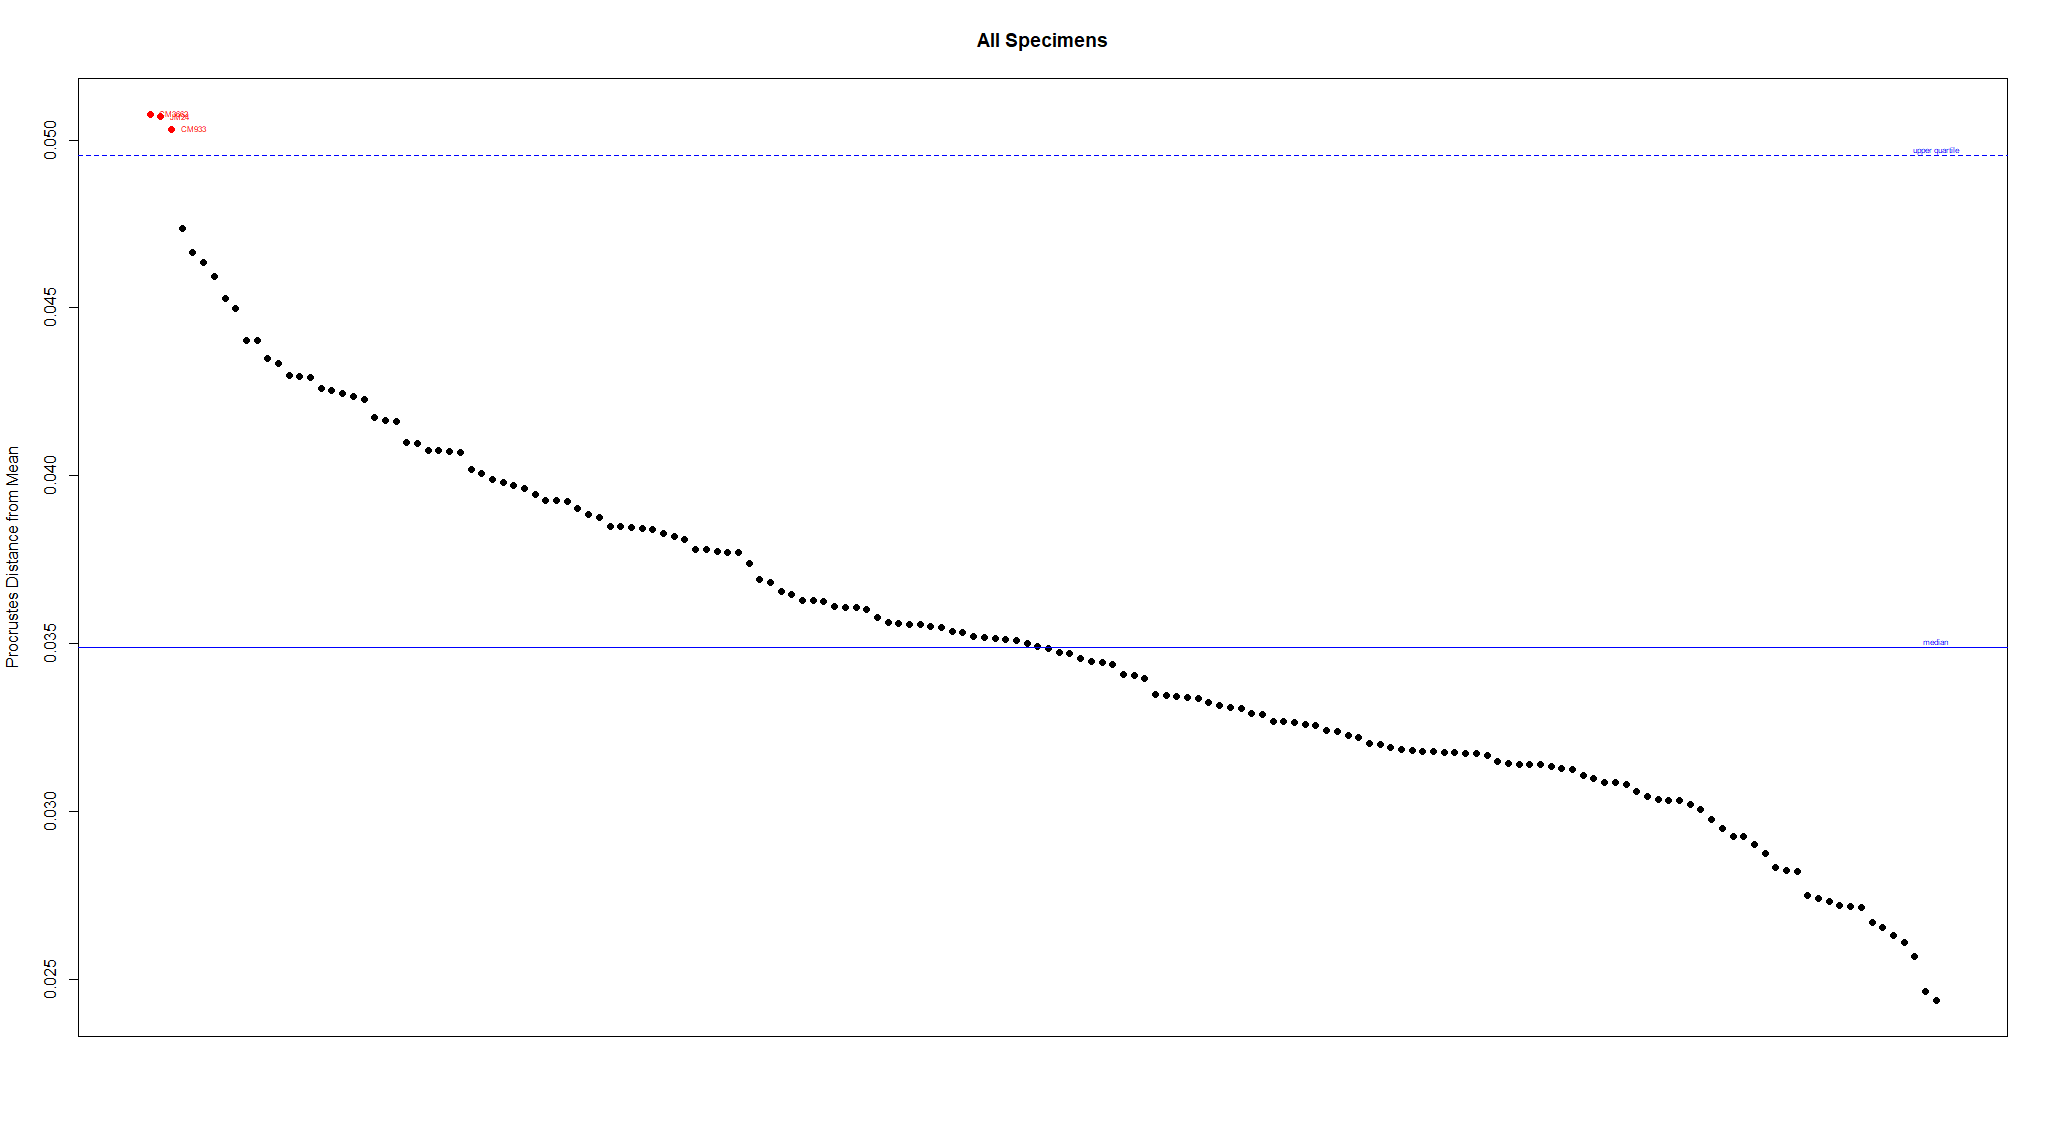 All Specimens
CM933
upper quartile
median
Procrustes Distance from Mean
0.050
0.045
0.040
0.035
0.030
0.025